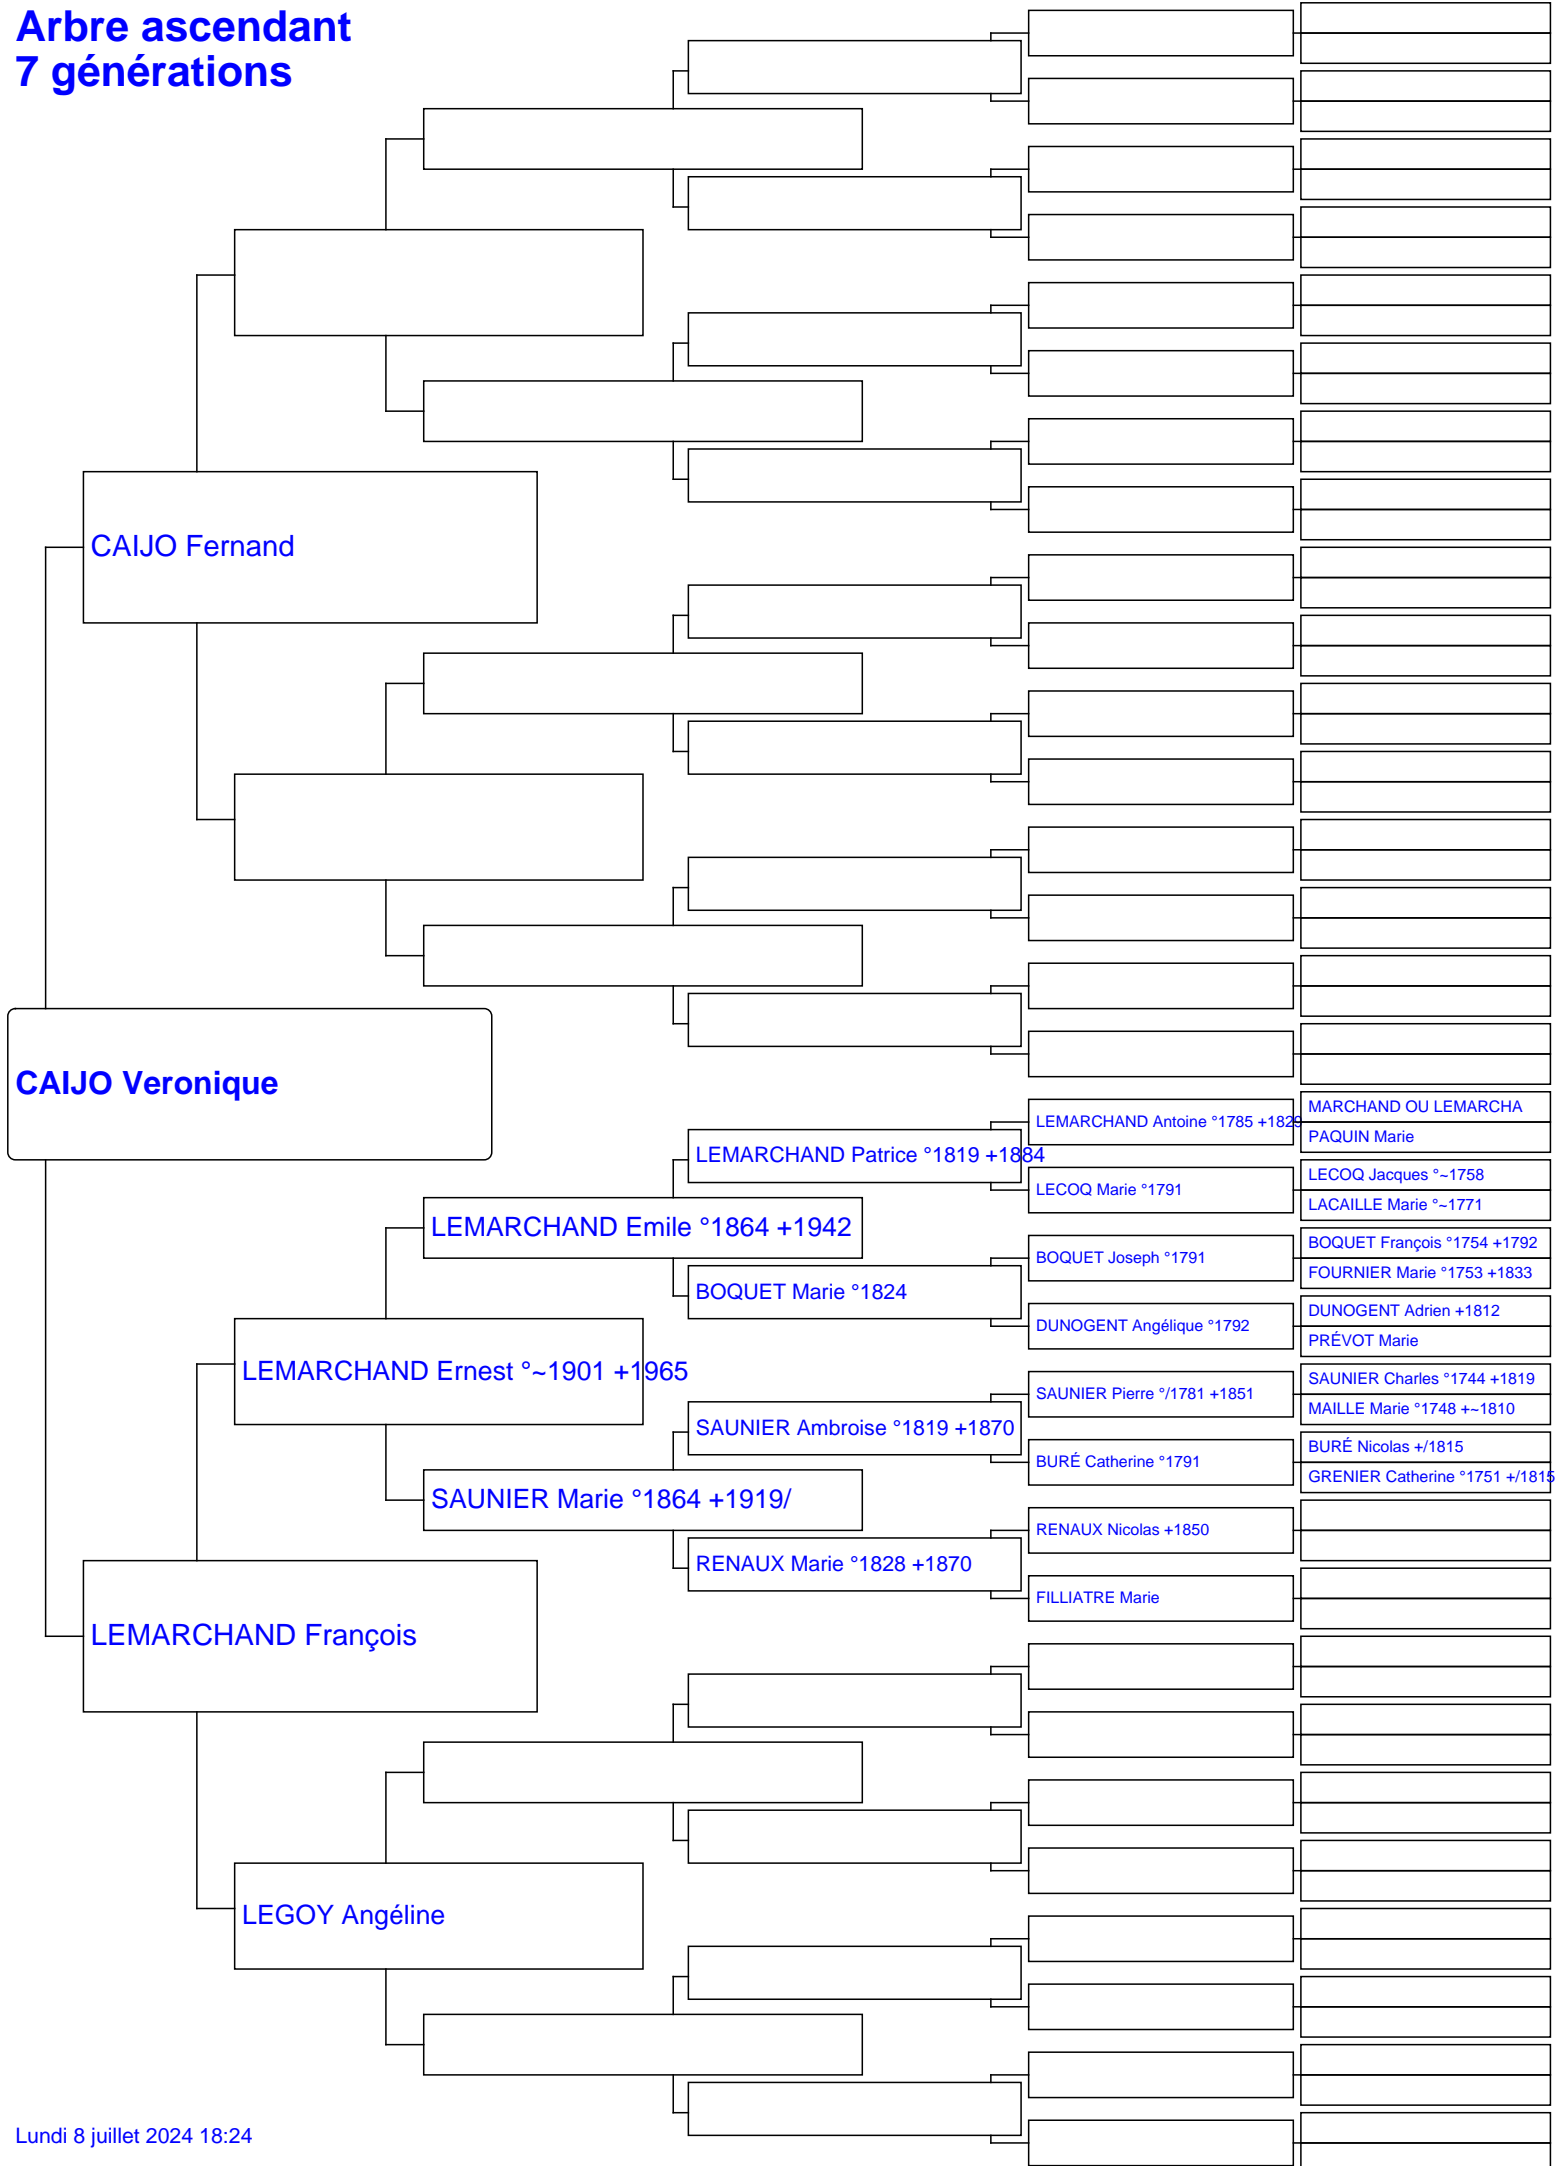 Arbre ascendant
7 générations
CAIJO Fernand
CAIJO Veronique
MARCHAND OU LEMARCHA
LEMARCHAND Antoine °1785 +1829
PAQUIN Marie
LEMARCHAND Patrice °1819 +1884
LECOQ Jacques °~1758
LECOQ Marie °1791
LACAILLE Marie °~1771
LEMARCHAND Emile °1864 +1942
BOQUET François °1754 +1792
BOQUET Joseph °1791
FOURNIER Marie °1753 +1833
BOQUET Marie °1824
DUNOGENT Adrien +1812
DUNOGENT Angélique °1792
PRÉVOT Marie
LEMARCHAND Ernest °~1901 +1965
SAUNIER Charles °1744 +1819
SAUNIER Pierre °/1781 +1851
MAILLE Marie °1748 +~1810
SAUNIER Ambroise °1819 +1870
BURÉ Nicolas +/1815
BURÉ Catherine °1791
GRENIER Catherine °1751 +/1815
SAUNIER Marie °1864 +1919/
RENAUX Nicolas +1850
RENAUX Marie °1828 +1870
FILLIATRE Marie
LEMARCHAND François
LEGOY Angéline
Lundi 8 juillet 2024 18:24